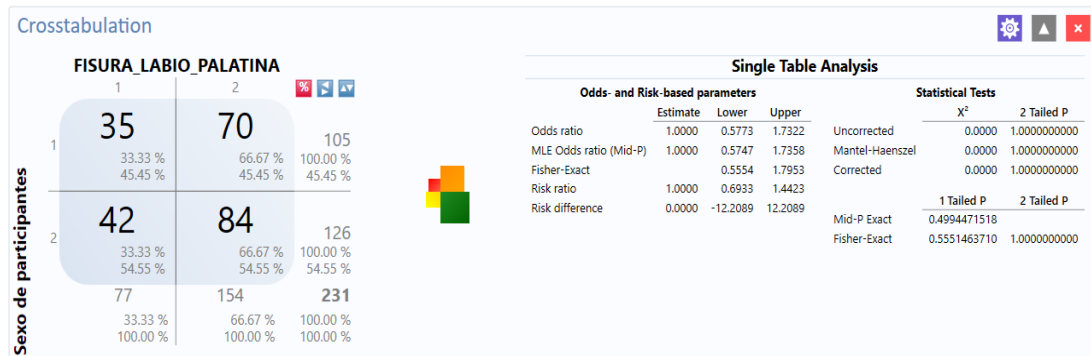 Crosstabulation
FISURA_LABIO_PALATINA
1 2 %
Sexo de participantes
1 35 70 105
33.33 % 66.67 % 100.00 %
45.45 % 45.45 % 45.45 %
2 42 84 126
33.33 % 66.67 % 100.00 %
54.55 % 54.55 % 54.55 %
77 154 231
33.33 % 66.67 % 100.00 %
100.00 % 100.00 % 100.00 %
Single Table Analysis
Odds- and Risk-based parameters
Estimate Lower Upper
Odds ratio 1.0000 0.5773 1.7322
MLE Odds ratio (Mid-P) 1.0000 0.5747 1.7358
Fisher-Exact 0.5554 1.7953
Risk ratio 1.0000 0.6933 1.4423
Risk difference 0.0000 -12.2089 12.2089
Statistical Tests
X² 2 Tailed P
Uncorrected 0.0000 1.0000000000
Mantel-Haenszel 0.0000 1.0000000000
Corrected 0.0000 1.0000000000
1 Tailed P 2 Tailed P
Mid-P Exact 0.4994471518
Fisher-Exact 0.5551463710 1.0000000000